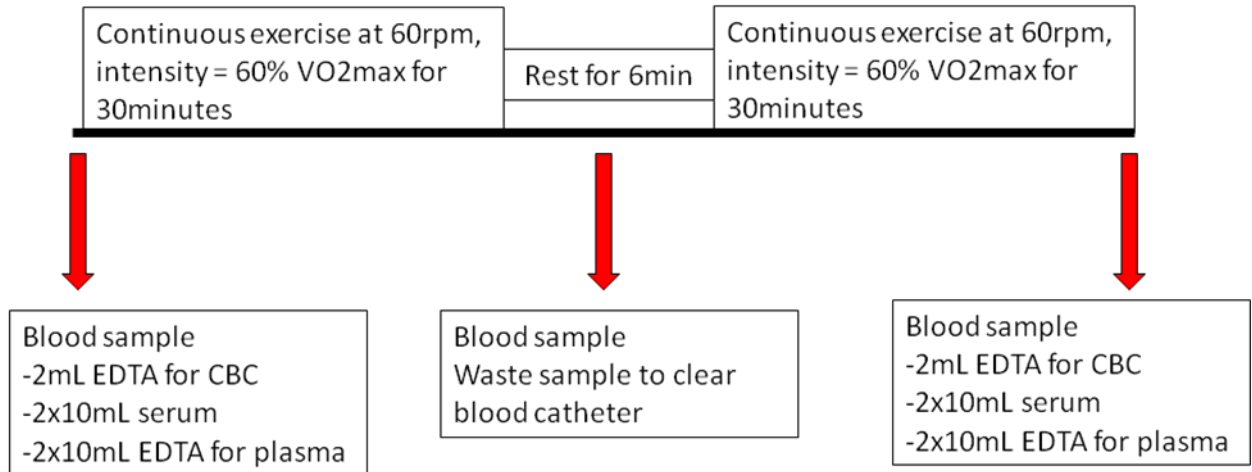 Continuous exercise at 60rpm,
intensity = 60% VO2max for
30minutes
Rest for 6min
Continuous exercise at 60rpm,
intensity = 60% VO2max for
30minutes
Blood sample
-2mL EDTA for CBC
-2x10mL serum
-2x10mL EDTA for plasma
Blood sample
Waste sample to clear
blood catheter
Blood sample
-2mL EDTA for CBC
-2x10mL serum
-2x10mL EDTA for plasma